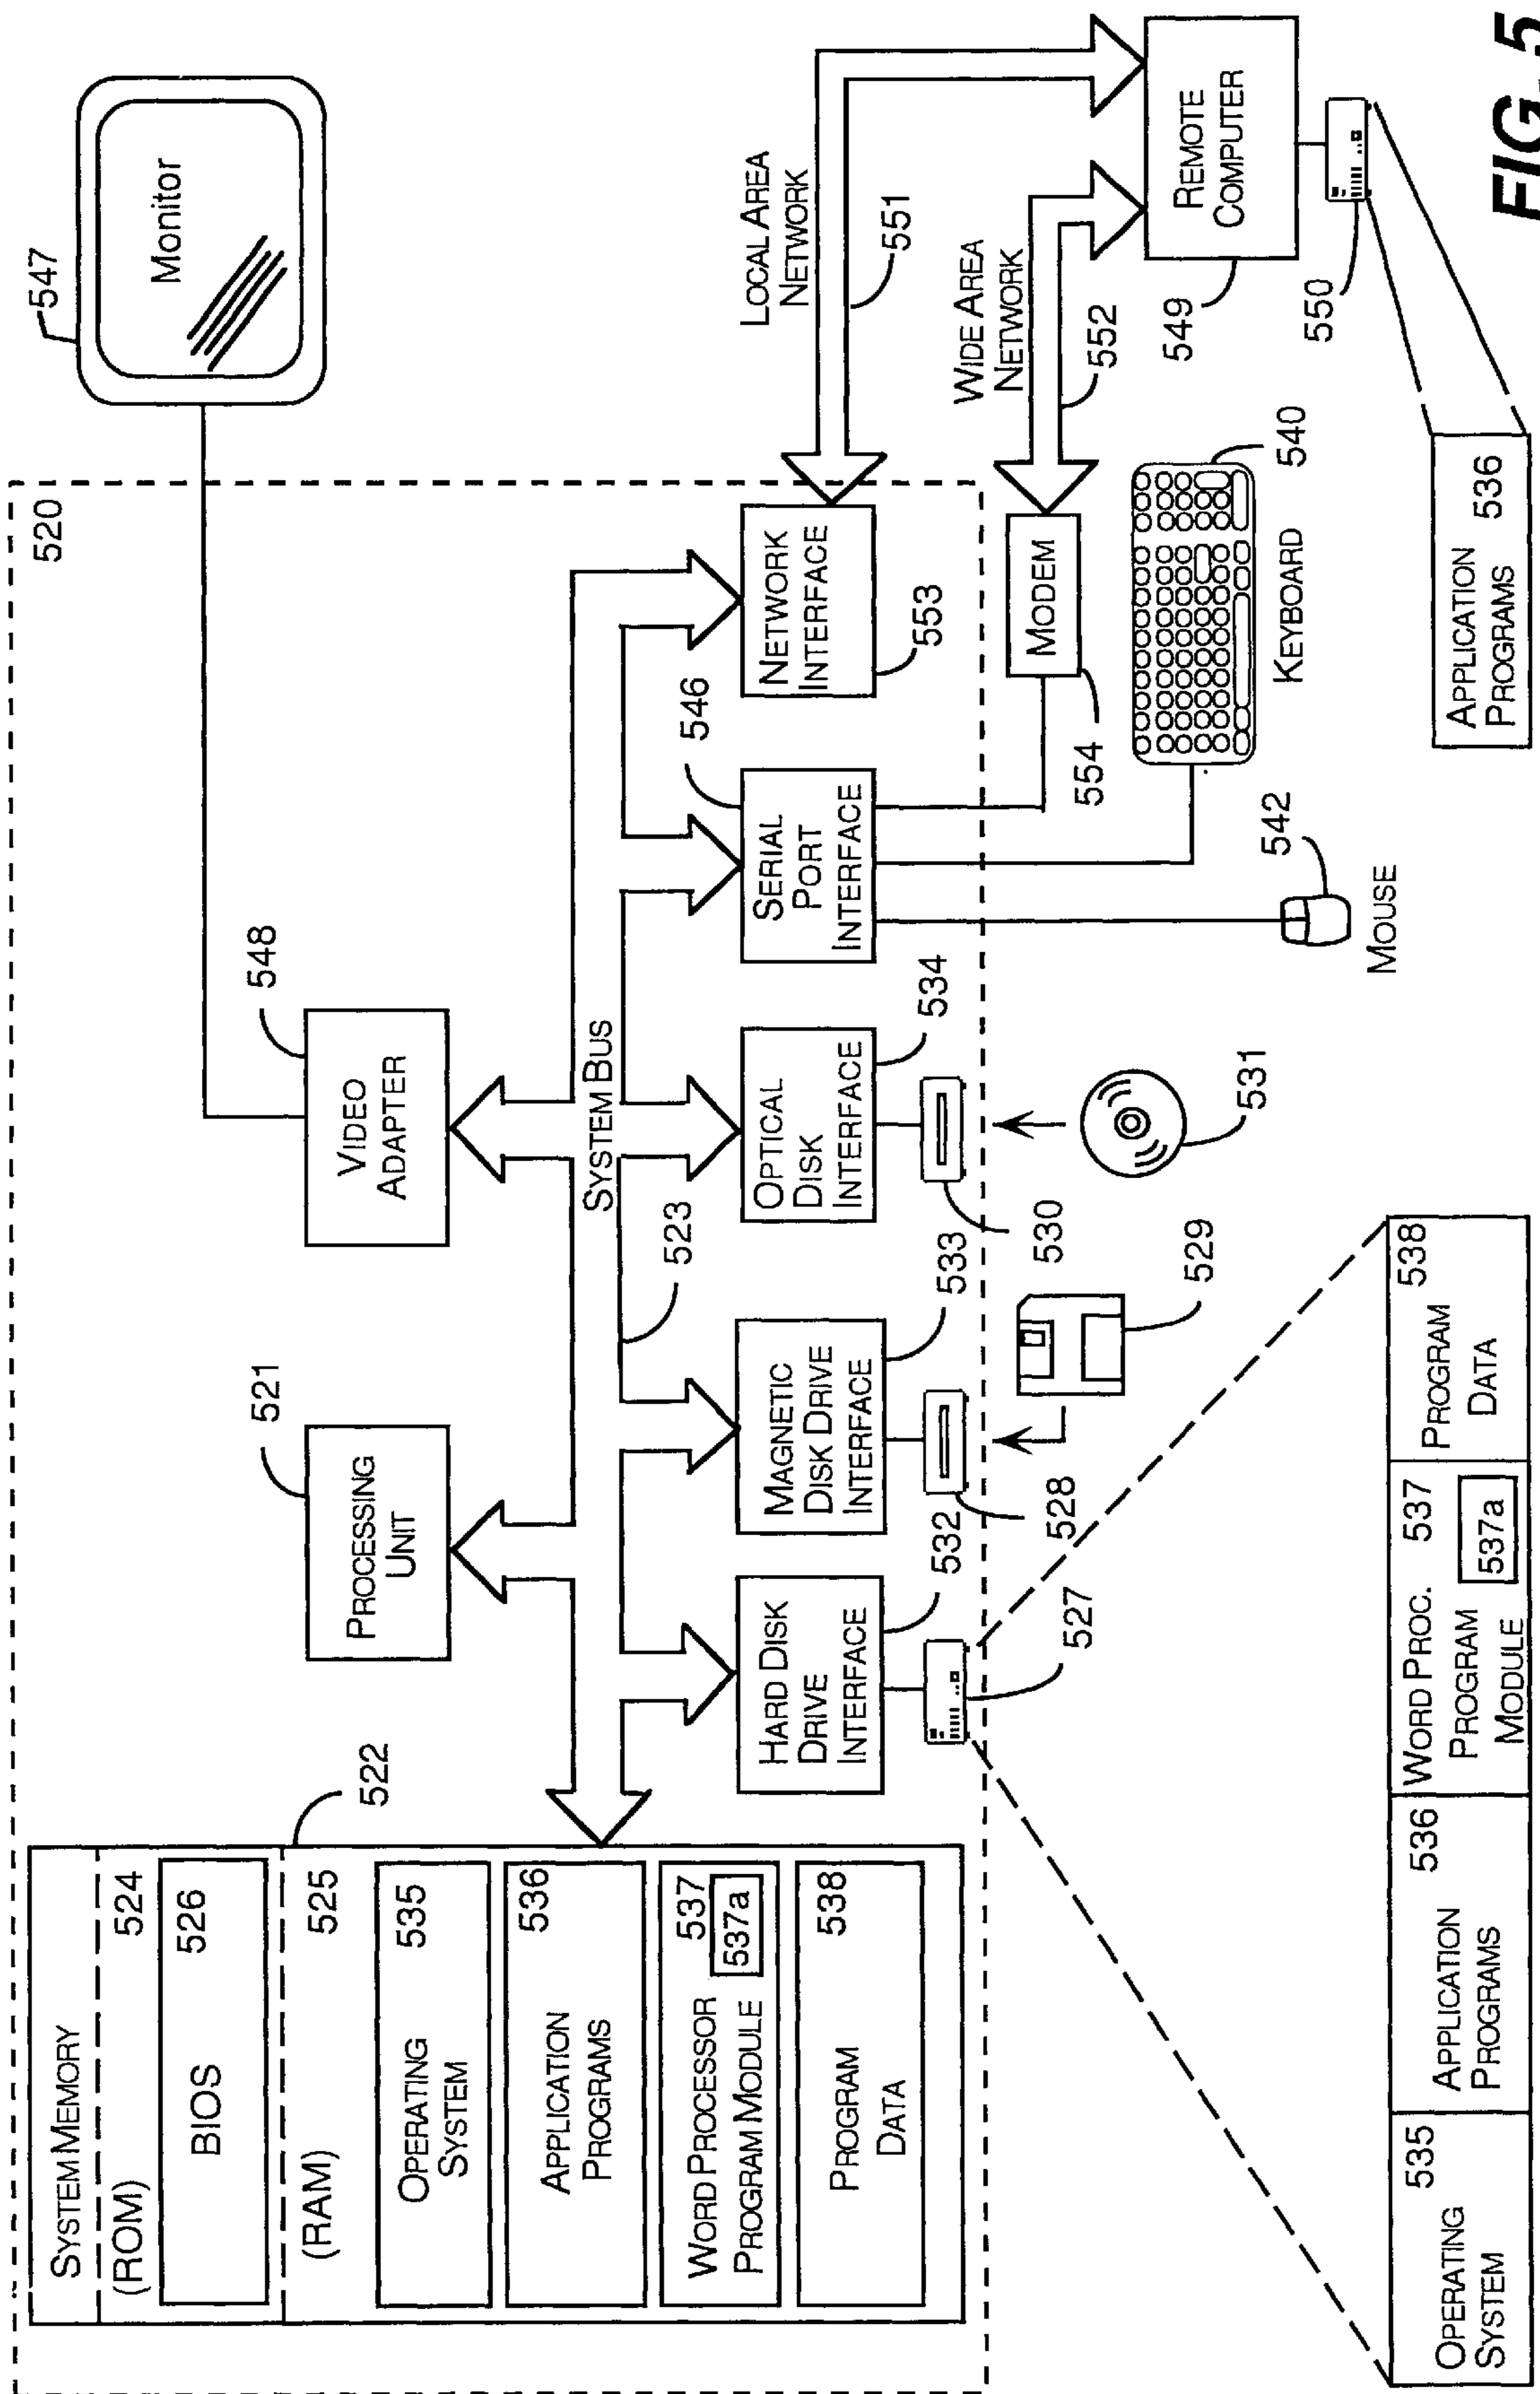 547
Monitor
520
SYSTEM MEMORY
(ROM)
524
BIOS
526
522
(RAM)
525
OPERATING
SYSTEM
535
APPLICATION
PROGRAMS
536
WORD PROCESSOR
PROGRAM MODULE
537
537a
PROGRAM
DATA
538
PROCESSING
UNIT
521
VIDEO
ADAPTER
548
SYSTEM BUS
523
HARD DISK
DRIVE
INTERFACE
532
MAGNETIC
DISK DRIVE
INTERFACE
533
OPTICAL
DISK
INTERFACE
534
SERIAL
PORT
INTERFACE
546
NETWORK
INTERFACE
553
LOCAL AREA
NETWORK
551
527
528
530
MODEM
554
WIDE AREA
NETWORK
552
529
531
MOUSE
542
KEYBOARD
540
REMOTE
COMPUTER
549
550
OPERATING
SYSTEM
535
APPLICATION
PROGRAMS
536
WORD PROC.
PROGRAM
MODULE
537
537a
PROGRAM
DATA
538
APPLICATION
PROGRAMS
536
FIG. 5